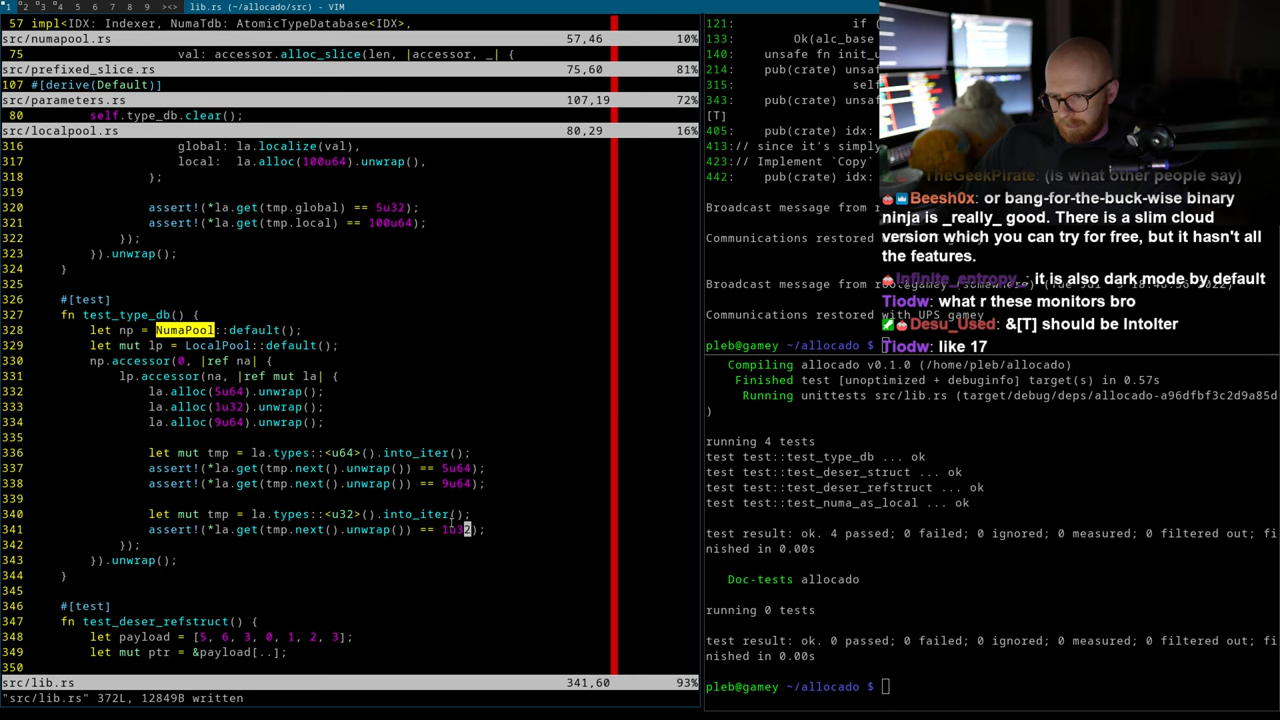 1 2 3 4 5 6 7 8 9 > lib.rs (~/allocado/src) - VIM
57 impl<IDX: Indexer, NumaTdb: AtomicTypeDatabase<IDX>,
src/numapool.rs 57,46 10%
75 val: accessor.alloc_slice(len, |accessor, _| {
src/prefixed_slice.rs 75,60 81%
107 #[derive(Default)]
src/parameters.rs 107,19 72%
80 self.type_db.clear();
src/localpool.rs 80,29 16%
316 global: la.localize(val),
317 local: la.alloc(100u64).unwrap(),
318 };
319
320 assert!(*la.get(tmp.global) == 5u32);
321 assert!(*la.get(tmp.local) == 100u64);
322 });
323 }).unwrap();
324 }
325
326 #[test]
327 fn test_type_db() {
328 let np = NumaPool::default();
329 let mut lp = LocalPool::default();
330 np.accessor(0, |ref na| {
331 lp.accessor(na, |ref mut la| {
332 la.alloc(5u64).unwrap();
333 la.alloc(1u32).unwrap();
334 la.alloc(9u64).unwrap();
335
336 let mut tmp = la.types::<u64>().into_iter();
337 assert!(*la.get(tmp.next().unwrap()) == 5u64);
338 assert!(*la.get(tmp.next().unwrap()) == 9u64);
339
340 let mut tmp = la.types::<u32>().into_iter();
341 assert!(*la.get(tmp.next().unwrap()) == 1u32);
342 });
343 }).unwrap();
344 }
345
346 #[test]
347 fn test_deser_refstruct() {
348 let payload = [5, 6, 3, 0, 1, 2, 3];
349 let mut ptr = &payload[..];
350
src/lib.rs 341,60 93%
"src/lib.rs" 372L, 12849B written
121: if (
133: Ok(alc_base
140: unsafe fn init_u
214: pub(crate) unsaf
315: self
343: pub(crate) unsaf
[T]
405: pub(crate) idx:
413:// since it's simply
423:// Implement `Copy`
442: pub(crate) idx:
Broadcast message from r
Communications restored
Broadcast message from
Communications restored with UPS gamey
pleb@gamey ~/allocado $
Compiling allocado v0.1.0 (/home/pleb/allocado)
Finished test [unoptimized + debuginfo] target(s) in 0.57s
Running unittests src/lib.rs (target/debug/deps/allocado-a96dfbf3c2d9a85d
)
running 4 tests
test test::test_type_db ... ok
test test::test_deser_struct ... ok
test test::test_deser_refstruct ... ok
test test::test_numa_as_local ... ok
test result: ok. 4 passed; 0 failed; 0 ignored; 0 measured; 0 filtered out; fi
nished in 0.00s
Doc-tests allocado
running 0 tests
test result: ok. 0 passed; 0 failed; 0 ignored; 0 measured; 0 filtered out; fi
nished in 0.00s
pleb@gamey ~/allocado $
TheGeekPirate: (is what other people say)
Beesh0x: or bang-for-the-buck-wise binary
ninja is _really_ good. There is a slim cloud
version which you can try for free, but it hasn't all
the features.
Infinite_entropy_: it is also dark mode by default
Tiodw: what r these monitors bro
Desu_Used: &[T] should be IntoIter
Tiodw: like 17